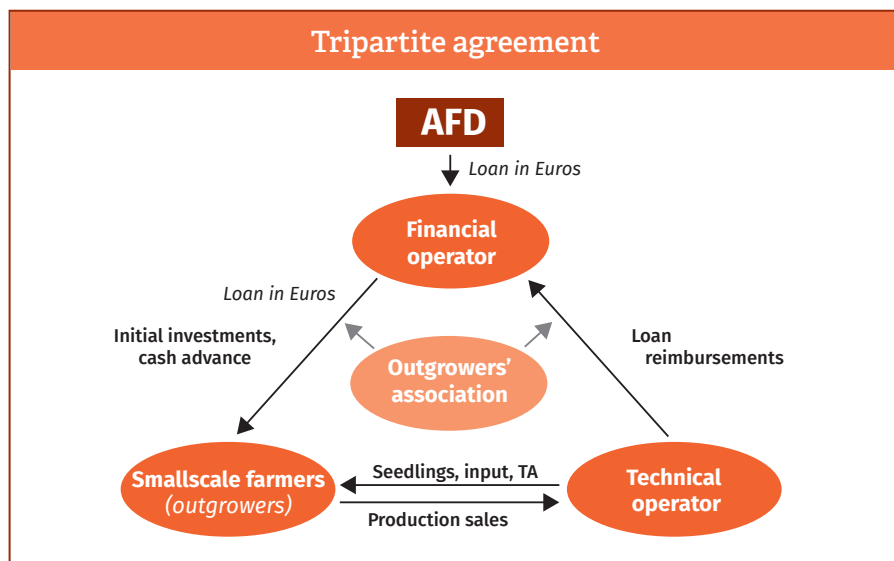 Tripartite agreement
AFD
Loan in Euros
Financial
operator
Loan in Euros
Initial investments,
cash advance
Loan
reimbursements
Outgrowers’
association
Smallscale farmers
(outgrowers)
Seedlings, input, TA
Production sales
Technical
operator